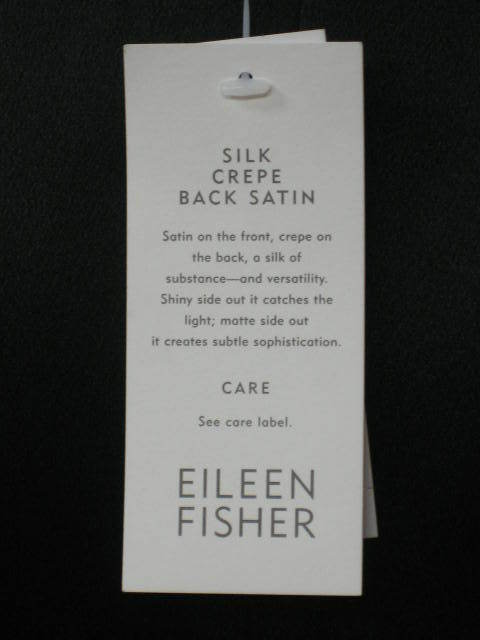 SILK
CREPE
BACK SATIN
Satin on the front, crepe on
the back, a silk of
substance—and versatility.
Shiny side out it catches the
light; matte side out
it creates subtle sophistication.
CARE
See care label.
EILEEN
FISHER